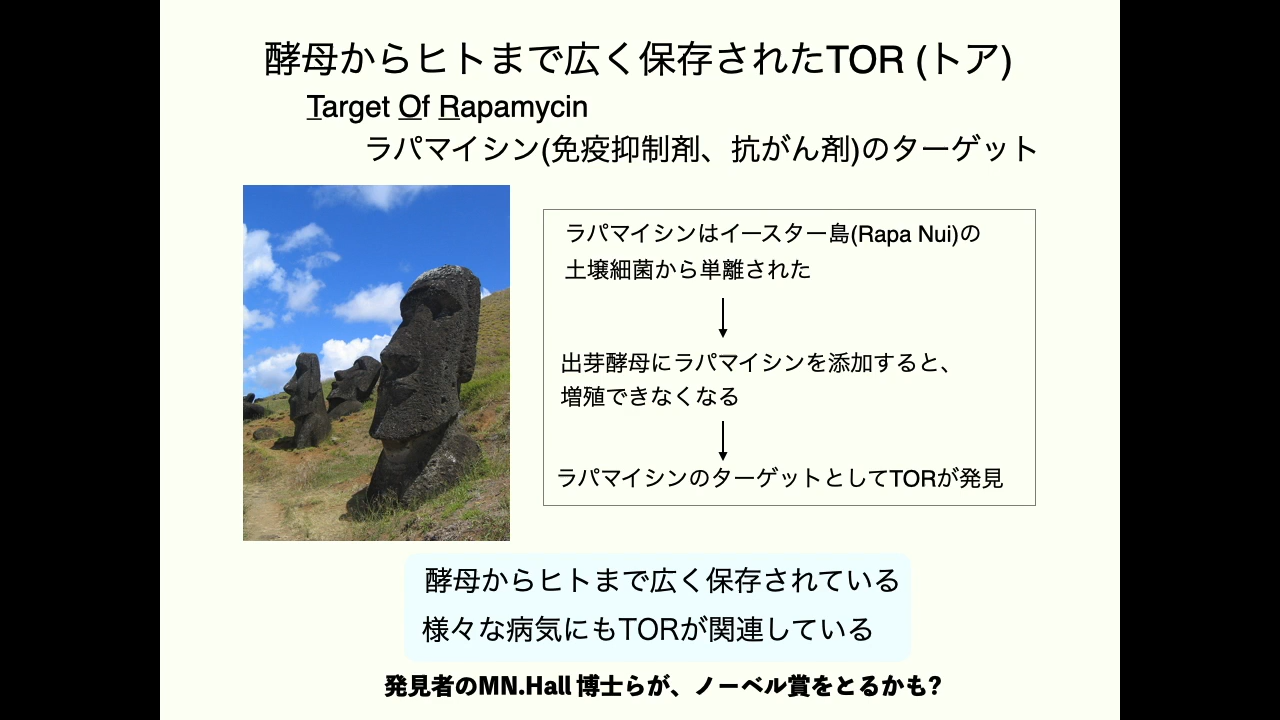 酵母からヒトまで広く保存されたTOR (トア)
Target Of Rapamycin
ラパマイシン(免疫抑制剤、抗がん剤)のターゲット
ラパマイシンはイースター島(Rapa Nui)の
土壌細菌から単離された
出芽酵母にラパマイシンを添加すると、
増殖できなくなる
ラパマイシンのターゲットとしてTORが発見
酵母からヒトまで広く保存されている
様々な病気にもTORが関連している
発見者のMN.Hall 博士らが、ノーベル賞をとるかも?